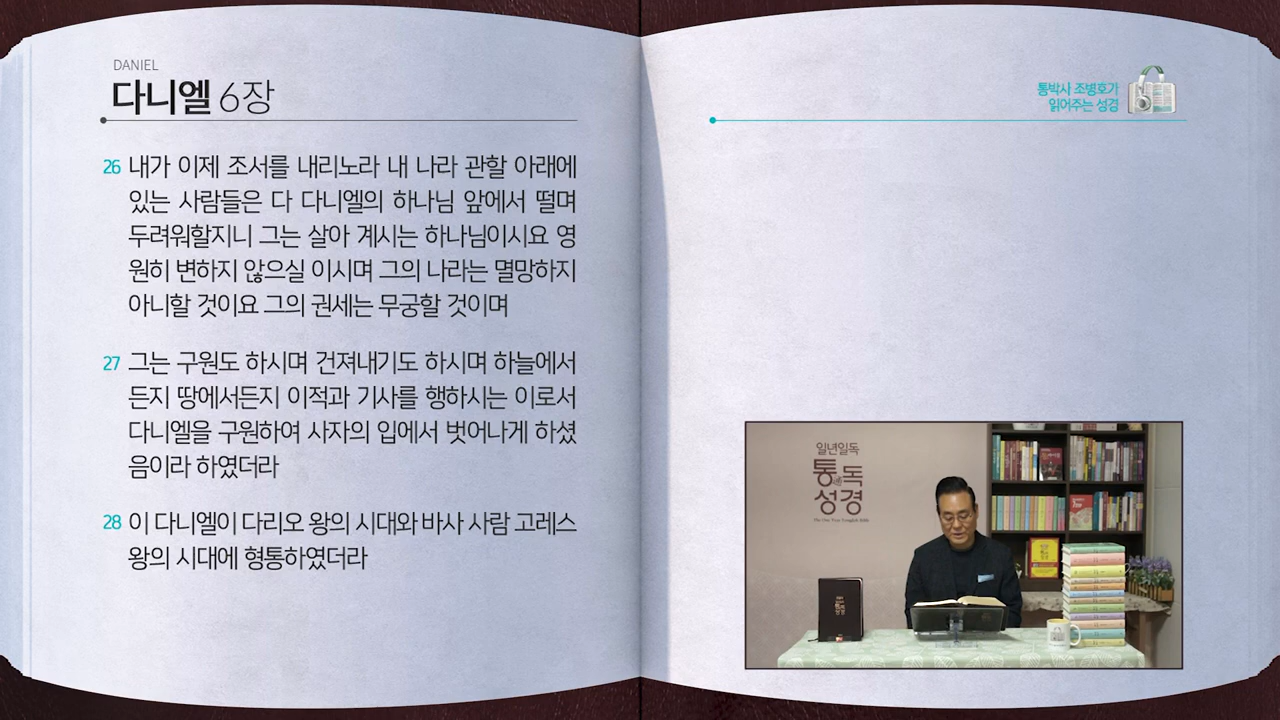 DANIEL
다니엘 6장
26 내가 이제 조서를 내리노라 내 나라 관할 아래에
있는 사람들은 다 다니엘의 하나님 앞에서 떨며
두려워할지니 그는 살아 계시는 하나님이시요 영
원히 변하지 않으실 이시며 그의 나라는 멸망하지
아니할 것이요 그의 권세는 무궁할 것이며
27 그는 구원도 하시며 건져내기도 하시며 하늘에서
든지 땅에서든지 이적과 기사를 행하시는 이로서
다니엘을 구원하여 사자의 입에서 벗어나게 하셨
음이라 하였더라
28 이 다니엘이 다리오 왕의 시대와 바사 사람 고레스
왕의 시대에 형통하였더라
통박사 조병호가
읽어주는 성경
일년일독
통독
성경
The One Year Tongdok Bible